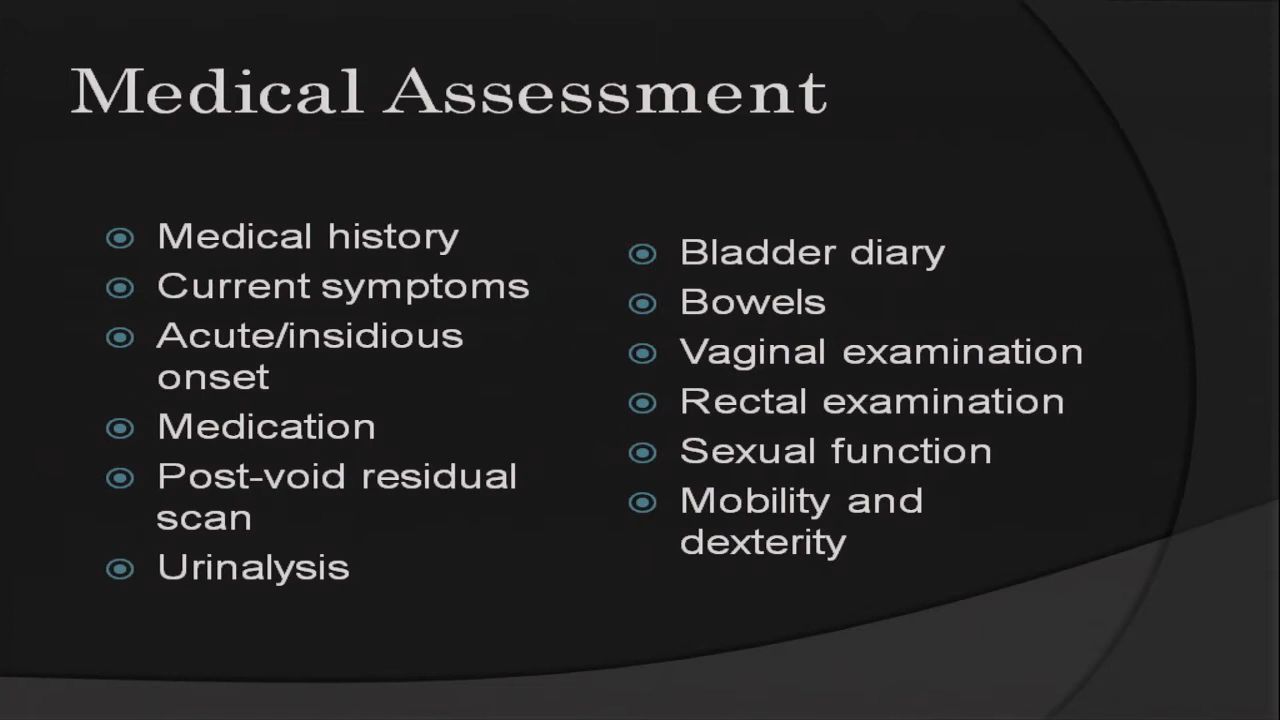 Medical Assessment
Medical history
Current symptoms
Acute/insidious
onset
Medication
Post-void residual
scan
Urinalysis
Bladder diary
Bowels
Vaginal examination
Rectal examination
Sexual function
Mobility and
dexterity